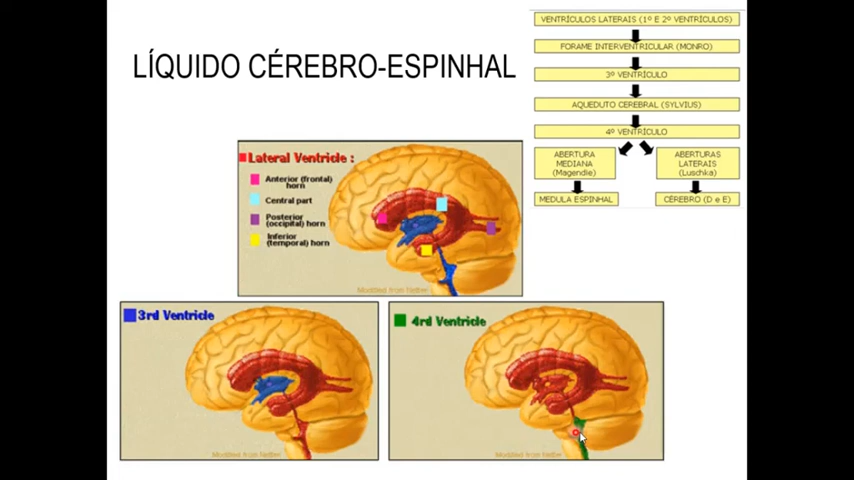 LÍQUIDO CÉREBRO-ESPINHAL
VENTRÍCULOS LATERAIS (1º E 2º VENTRÍCULOS)
FORAME INTERVENTRICULAR (MONRO)
3º VENTRÍCULO
AQUEDUTO CEREBRAL (SYLVIUS)
4º VENTRÍCULO
ABERTURA
MEDIANA
(Magendie)
ABERTURAS
LATERAIS
(Luschka)
MEDULA ESPINHAL
CÉREBRO (D e E)
Lateral Ventricle :
Anterior (frontal)
horn
Central part
Posterior
(occipital) horn
Inferior
(temporal) horn
Modified from Netter
3rd Ventricle
Modified from Netter
4rd Ventricle
Modified from Netter